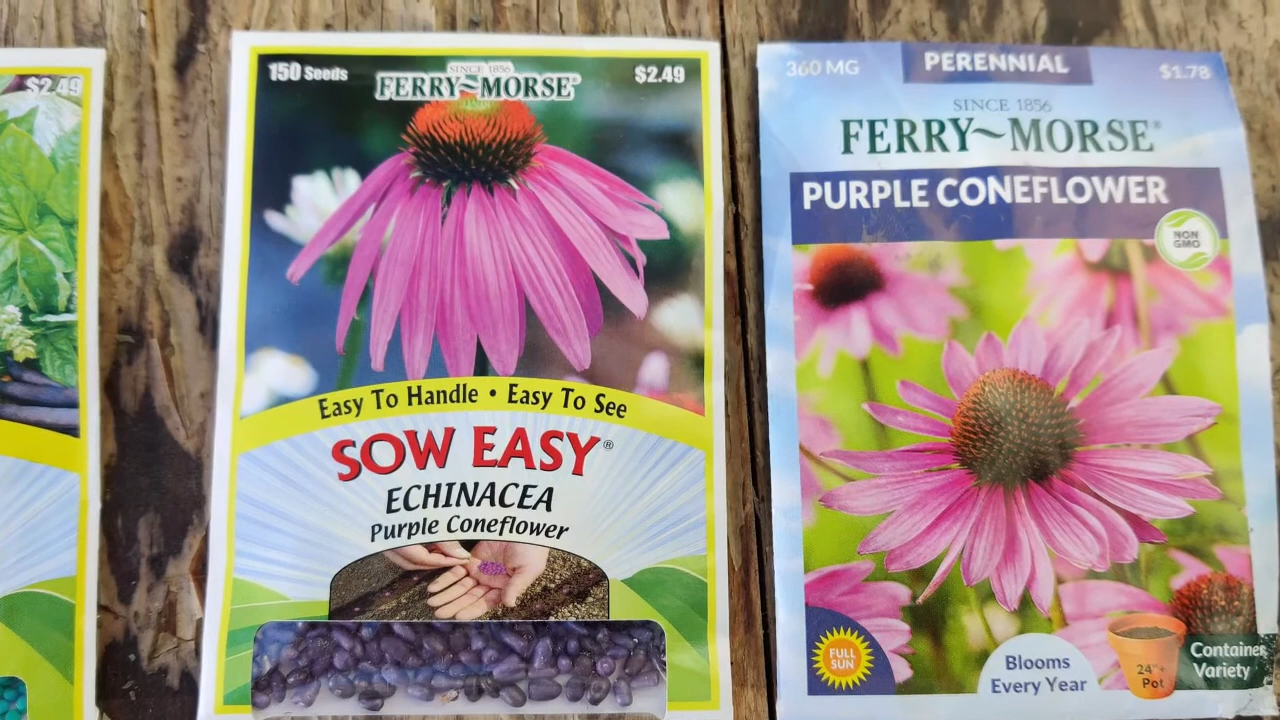 $2.49
150 Seeds
SINCE 1856
FERRY~MORSE®
$2.49
Easy To Handle • Easy To See
SOW EASY®
ECHINACEA
Purple Coneflower
360 MG
PERENNIAL
$1.78
SINCE 1856
FERRY~MORSE®
PURPLE CONEFLOWER
NON
GMO
FULL
SUN
Blooms
Every Year
24"+
Pot
Container
Variety